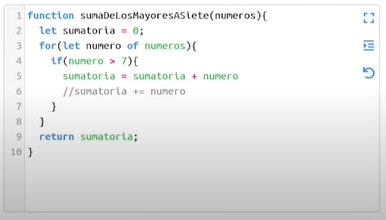 1 function sumaDeLosMayoresASiete(numeros){
2   let sumatoria = 0;
3   for(let numero of numeros){
4     if(numero > 7){
5       sumatoria = sumatoria + numero
6       //sumatoria += numero
7     }
8   }
9   return sumatoria;
10 }